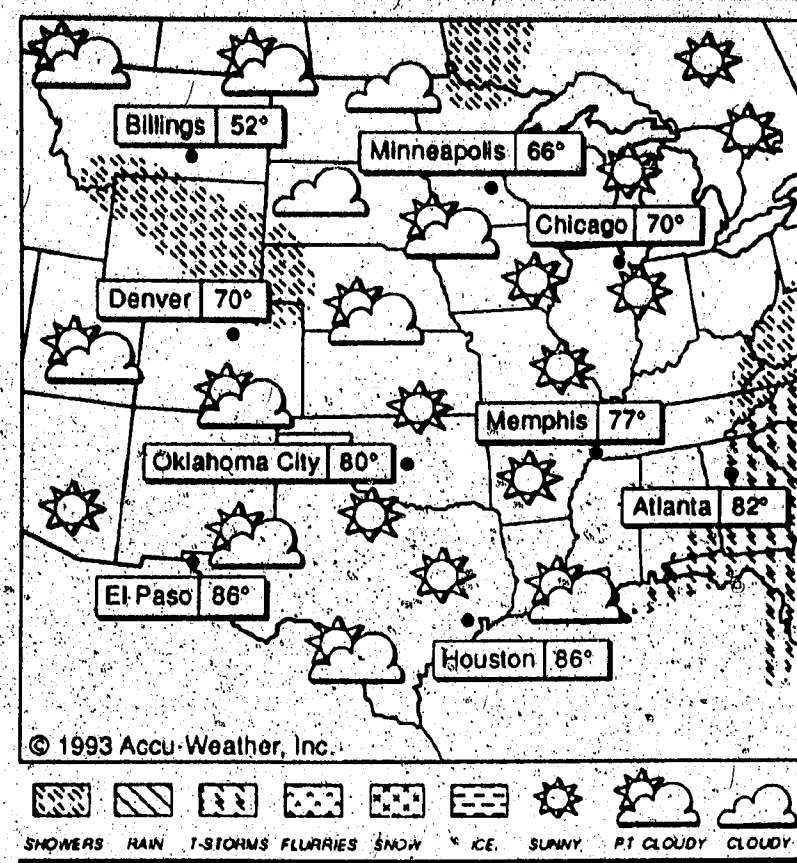 Billings 52°
Minneapolis 66°
Chicago 70°
Denver 70°
Memphis 77°
Oklahoma City 80°
Atlanta 82°
El Paso 86°
Houston 86°
© 1993 Accu-Weather, Inc.
SHOWERS RAIN T-STORMS FLURRIES SNOW ICE SUNNY PT CLOUDY CLOUDY